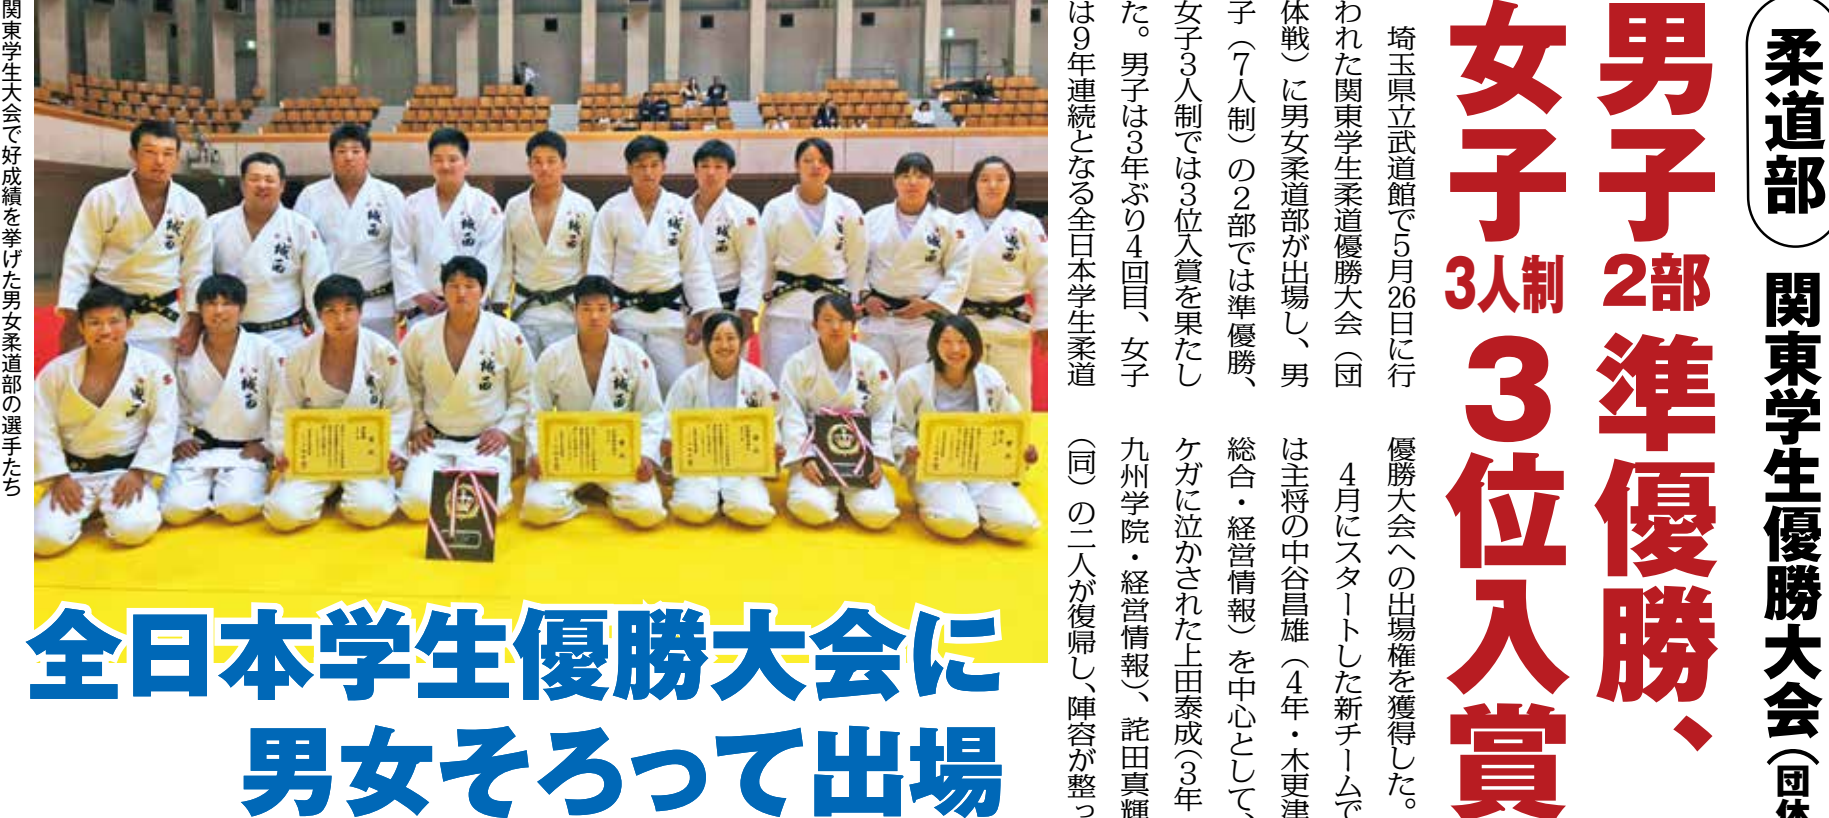 柔道部
関東学生優勝大会（団体
男子2部準優勝、
女子3人制3位入賞
埼玉県立武道館で5月26日に行
われた関東学生柔道優勝大会（団
体戦）に男女柔道部が出場し、男
子（7人制）の2部では準優勝、
女子3人制では3位入賞を果たし
た。男子は3年ぶり4回目、女子
は9年連続となる全日本学生柔道
優勝大会への出場権を獲得した。
4月にスタートした新チームで
は主将の中谷昌雄（4年・木更津
総合・経営情報）を中心として、
ケガに泣かされた上田泰成（3年
九州学院・経営情報）、詫田真輝
（同）の二人が復帰し、陣容が整っ
全日本学生優勝大会に
男女そろって出場
関東学生大会で好成績を挙げた男女柔道部の選手たち